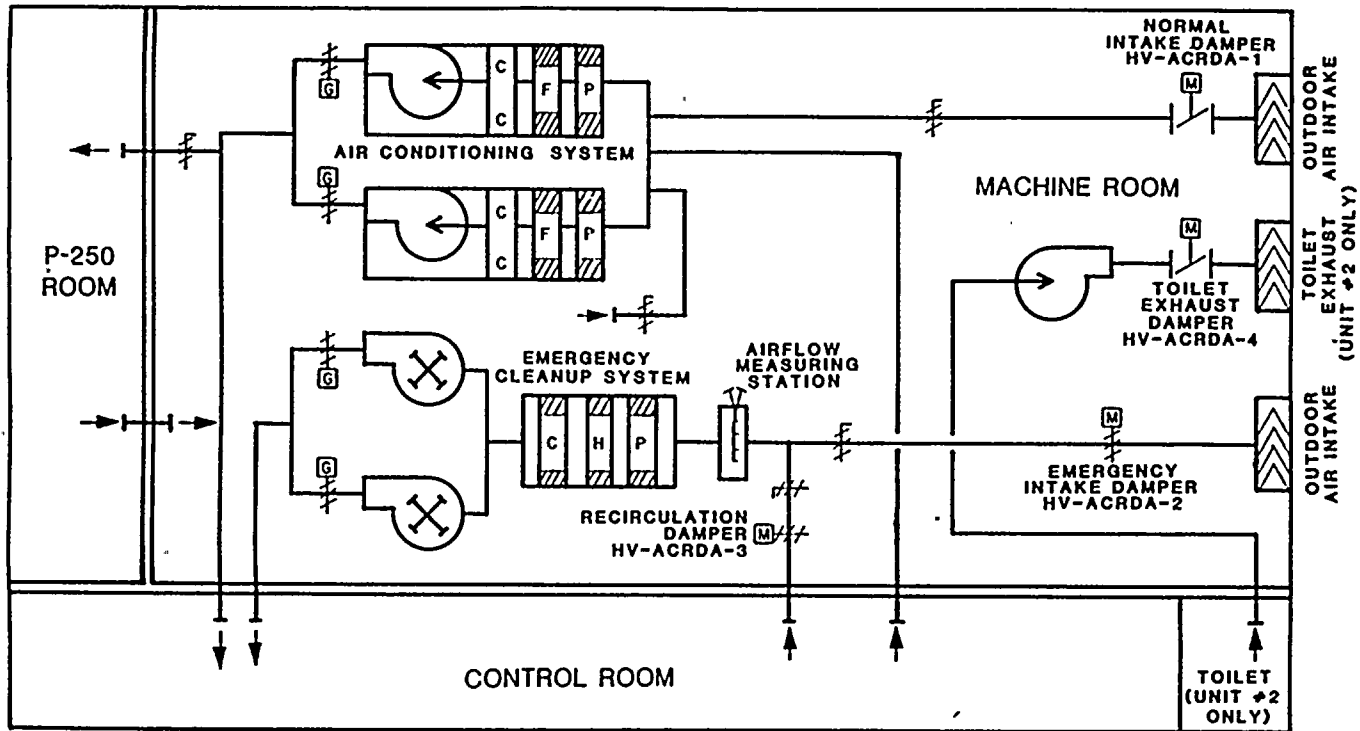 NORMAL
INTAKE DAMPER
HV-ACRDA-1
M
OUTDOOR
AIR INTAKE
G
C
C
F
P
AIR CONDITIONING SYSTEM
G
C
C
F
P
MACHINE ROOM
M
TOILET
EXHAUST
DAMPER
HV-ACRDA-4
TOILET
EXHAUST
(UNIT #2 ONLY)
P-250
ROOM
G
EMERGENCY
CLEANUP SYSTEM
AIRFLOW
MEASURING
STATION
C
H
P
G
M
EMERGENCY
INTAKE DAMPER
HV-ACRDA-2
OUTDOOR
AIR INTAKE
RECIRCULATION
DAMPER
HV-ACRDA-3
M
CONTROL ROOM
TOILET
(UNIT #2
ONLY)